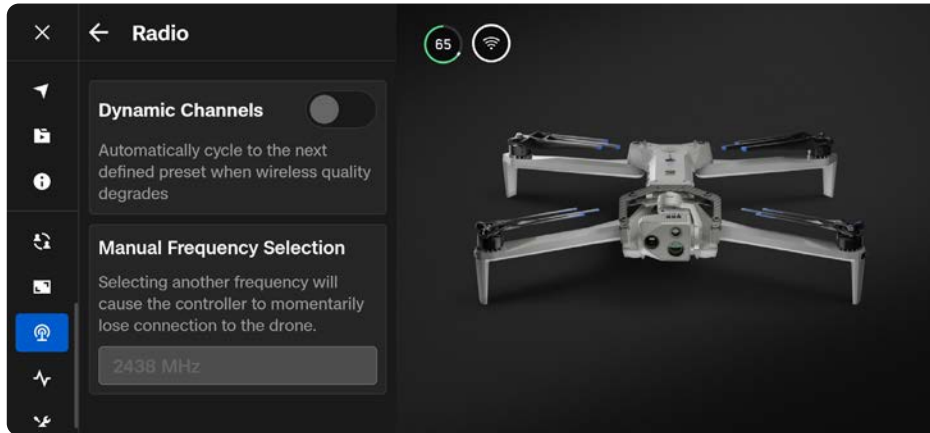 Radio
65
Dynamic Channels
Automatically cycle to the next
defined preset when wireless quality
degrades
Manual Frequency Selection
Selecting another frequency will
cause the controller to momentarily
lose connection to the drone.
2438 MHz